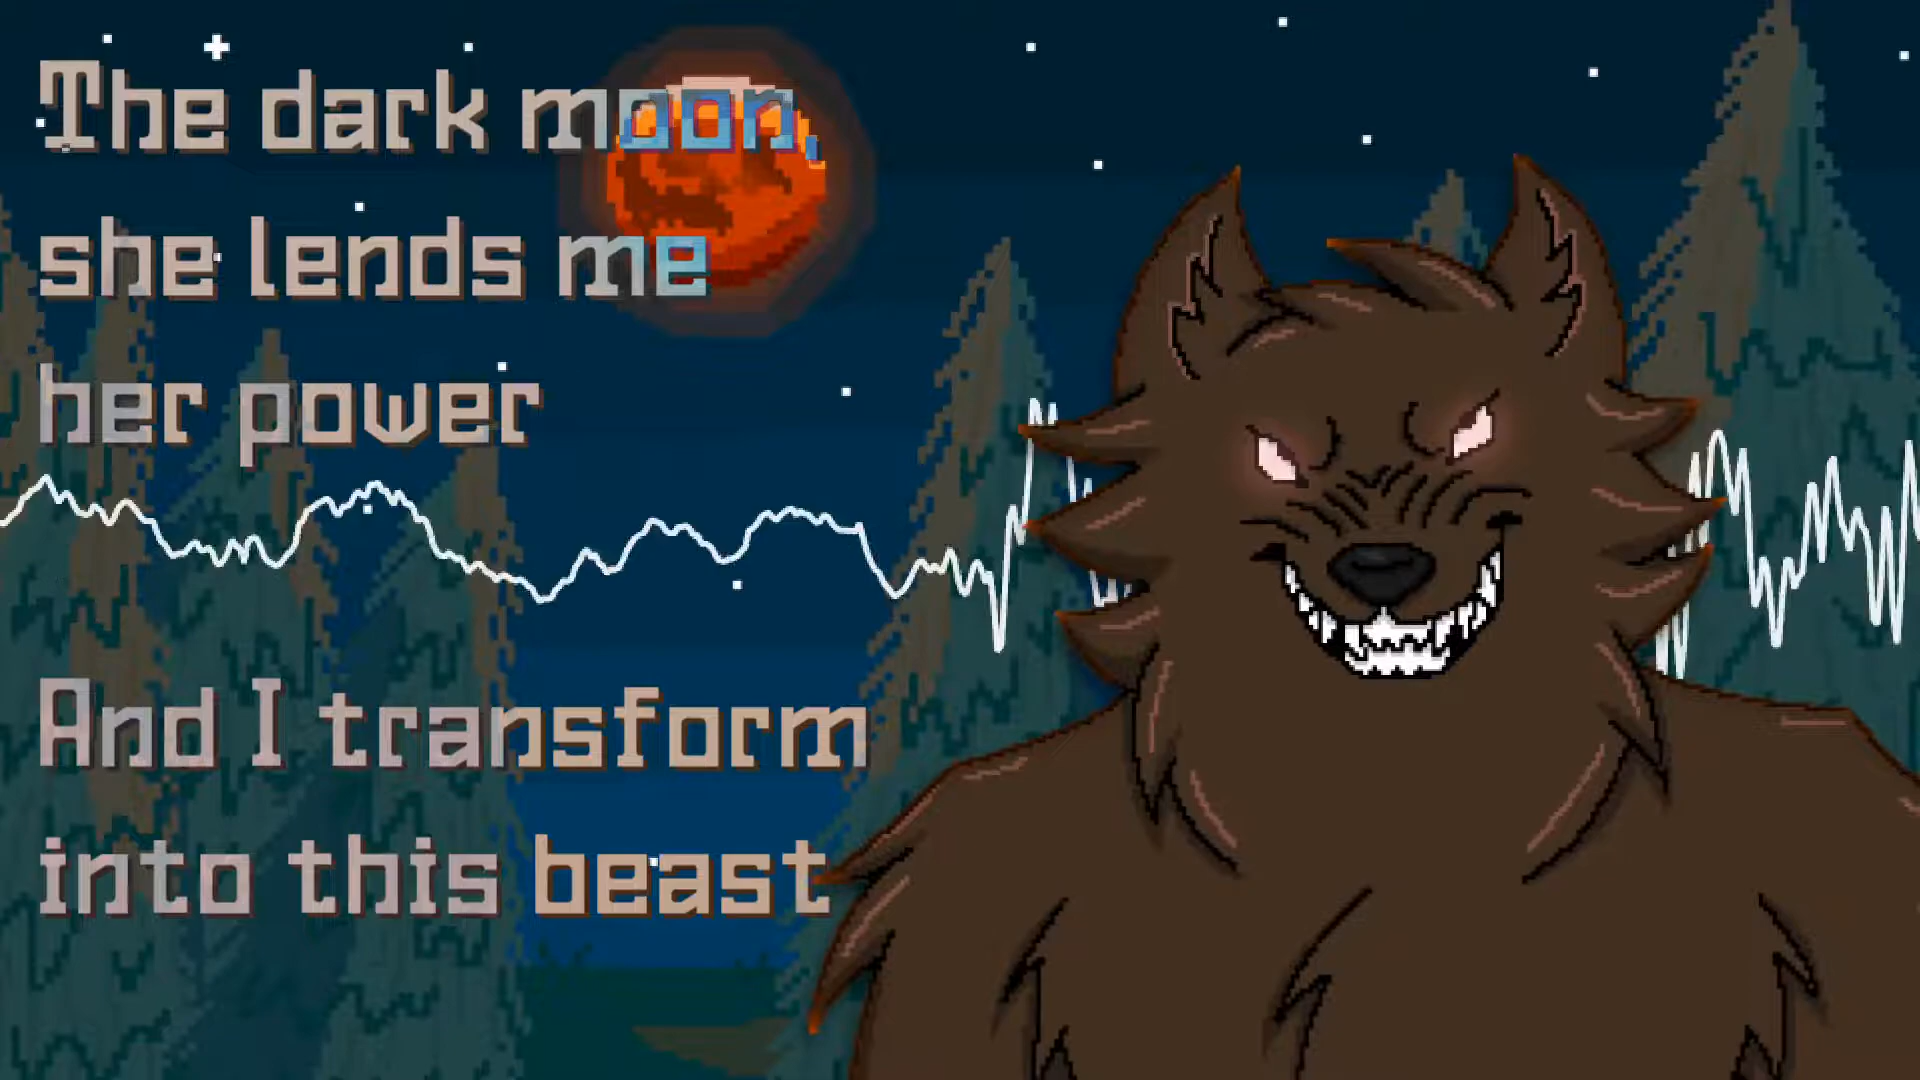 The dark moon,
she lends me
her power
And I transform
into this beast